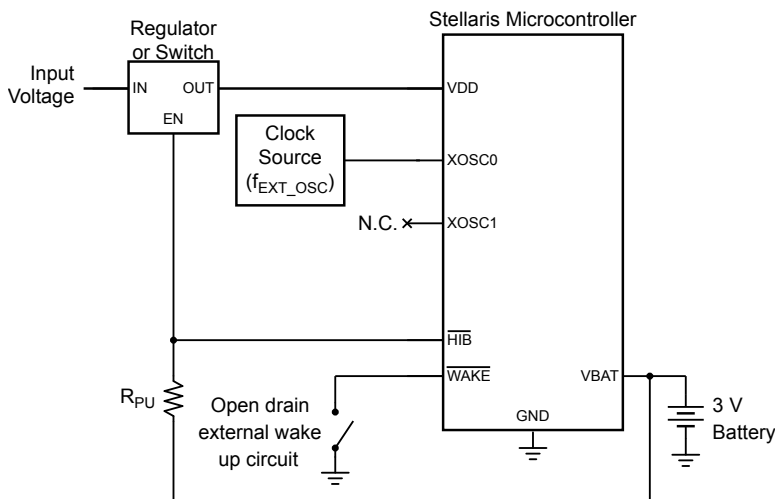 Stellaris Microcontroller
Regulator
or Switch
Input
Voltage
IN
OUT
EN
VDD
Clock
Source
(fEXT_OSC)
XOSC0
N.C.
XOSC1
HIB
WAKE
VBAT
RPU
Open drain
external wake
up circuit
GND
3 V
Battery